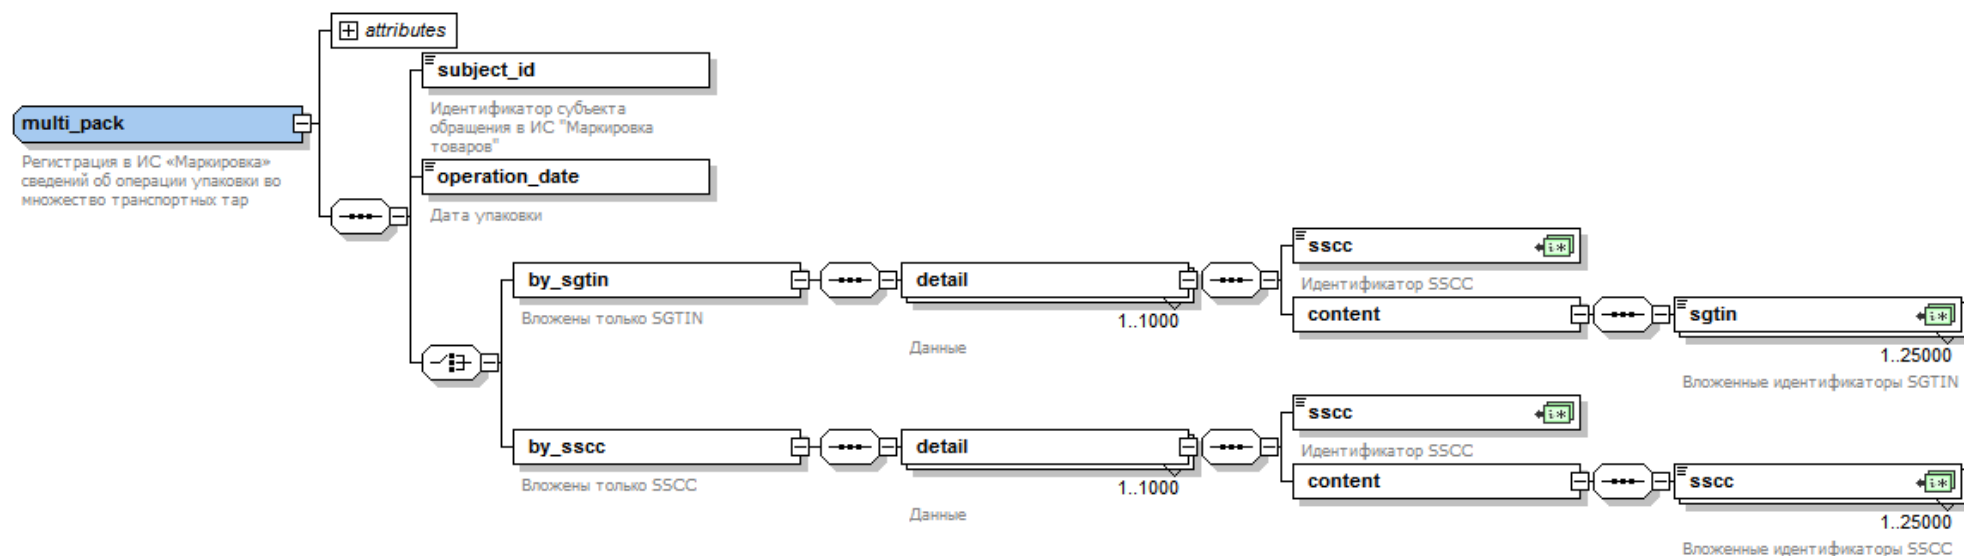 attributes
subject_id
Идентификатор субъекта
обращения в ИС "Маркировка
товаров"
multi_pack
Регистрация в ИС «Маркировка»
сведений об операции упаковки во
множество транспортных тар
operation_date
Дата упаковки
by_sgtin
Вложены только SGTIN
detail
1..1000
Данные
sscc
Идентификатор SSCC
content
sgtin
1..25000
Вложенные идентификаторы SGTIN
by_sscc
Вложены только SSCC
detail
1..1000
Данные
sscc
Идентификатор SSCC
content
sscc
1..25000
Вложенные идентификаторы SSCC